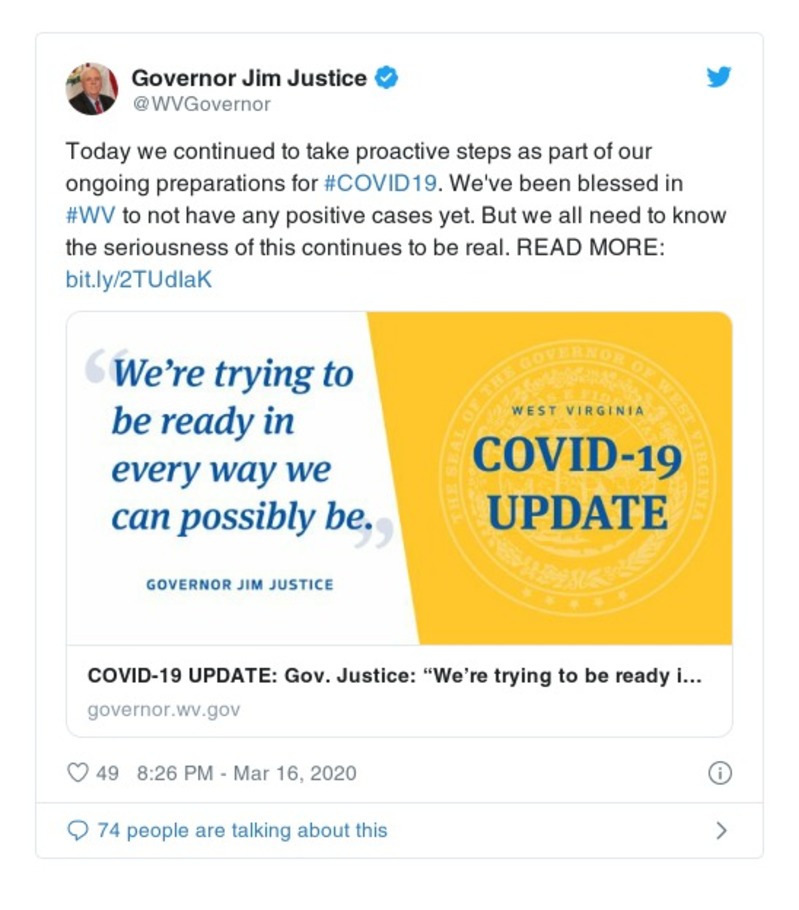 Governor Jim Justice
@WVGovernor
Today we continued to take proactive steps as part of our
ongoing preparations for #COVID19. We've been blessed in
#WV to not have any positive cases yet. But we all need to know
the seriousness of this continues to be real. READ MORE:
bit.ly/2TUdIaK
“We’re trying to
be ready in
every way we
can possibly be.”
GOVERNOR JIM JUSTICE
THE SEAL OF THE GOVERNOR OF WEST VIRGINIA
WEST VIRGINIA
COVID-19
UPDATE
COVID-19 UPDATE: Gov. Justice: “We’re trying to be ready i...
governor.wv.gov
49 8:26 PM - Mar 16, 2020
74 people are talking about this